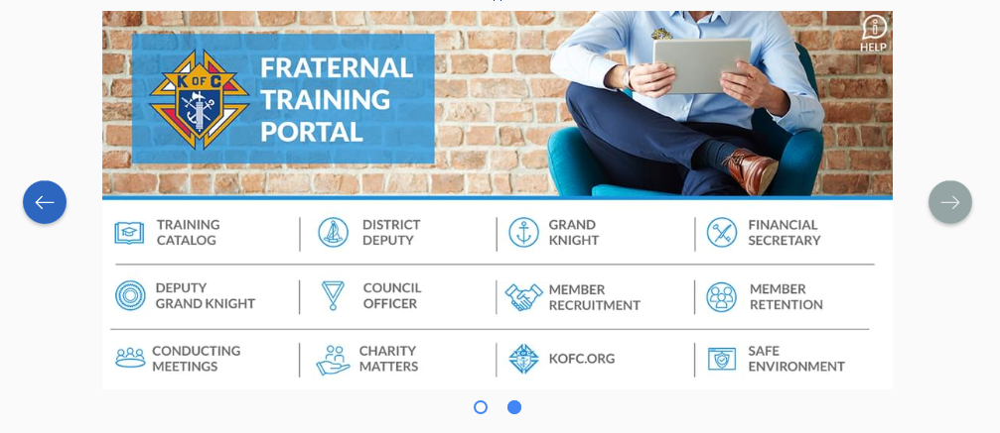 HELP
K OF C
FRATERNAL
TRAINING
PORTAL
TRAINING
CATALOG
DISTRICT
DEPUTY
GRAND
KNIGHT
FINANCIAL
SECRETARY
DEPUTY
GRAND KNIGHT
COUNCIL
OFFICER
MEMBER
RECRUITMENT
MEMBER
RETENTION
CONDUCTING
MEETINGS
CHARITY
MATTERS
KOFC.ORG
SAFE
ENVIRONMENT